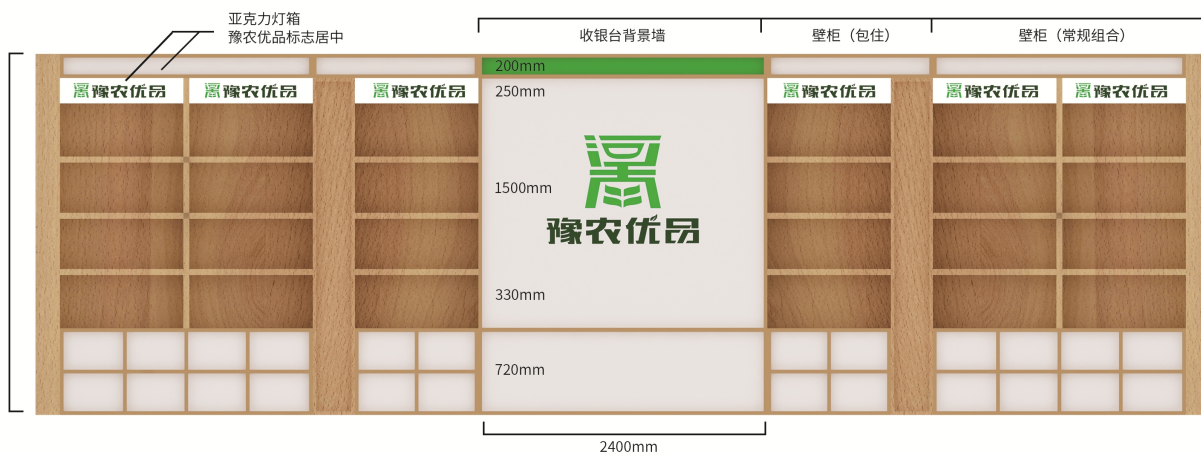 亚克力灯箱
豫农优品标志居中
收银台背景墙
壁柜（包住）
壁柜（常规组合）
200mm
250mm
豫农优品
豫农优品
豫农优品
豫农优品
豫农优品
豫农优品
1500mm
豫农优品
330mm
720mm
2400mm